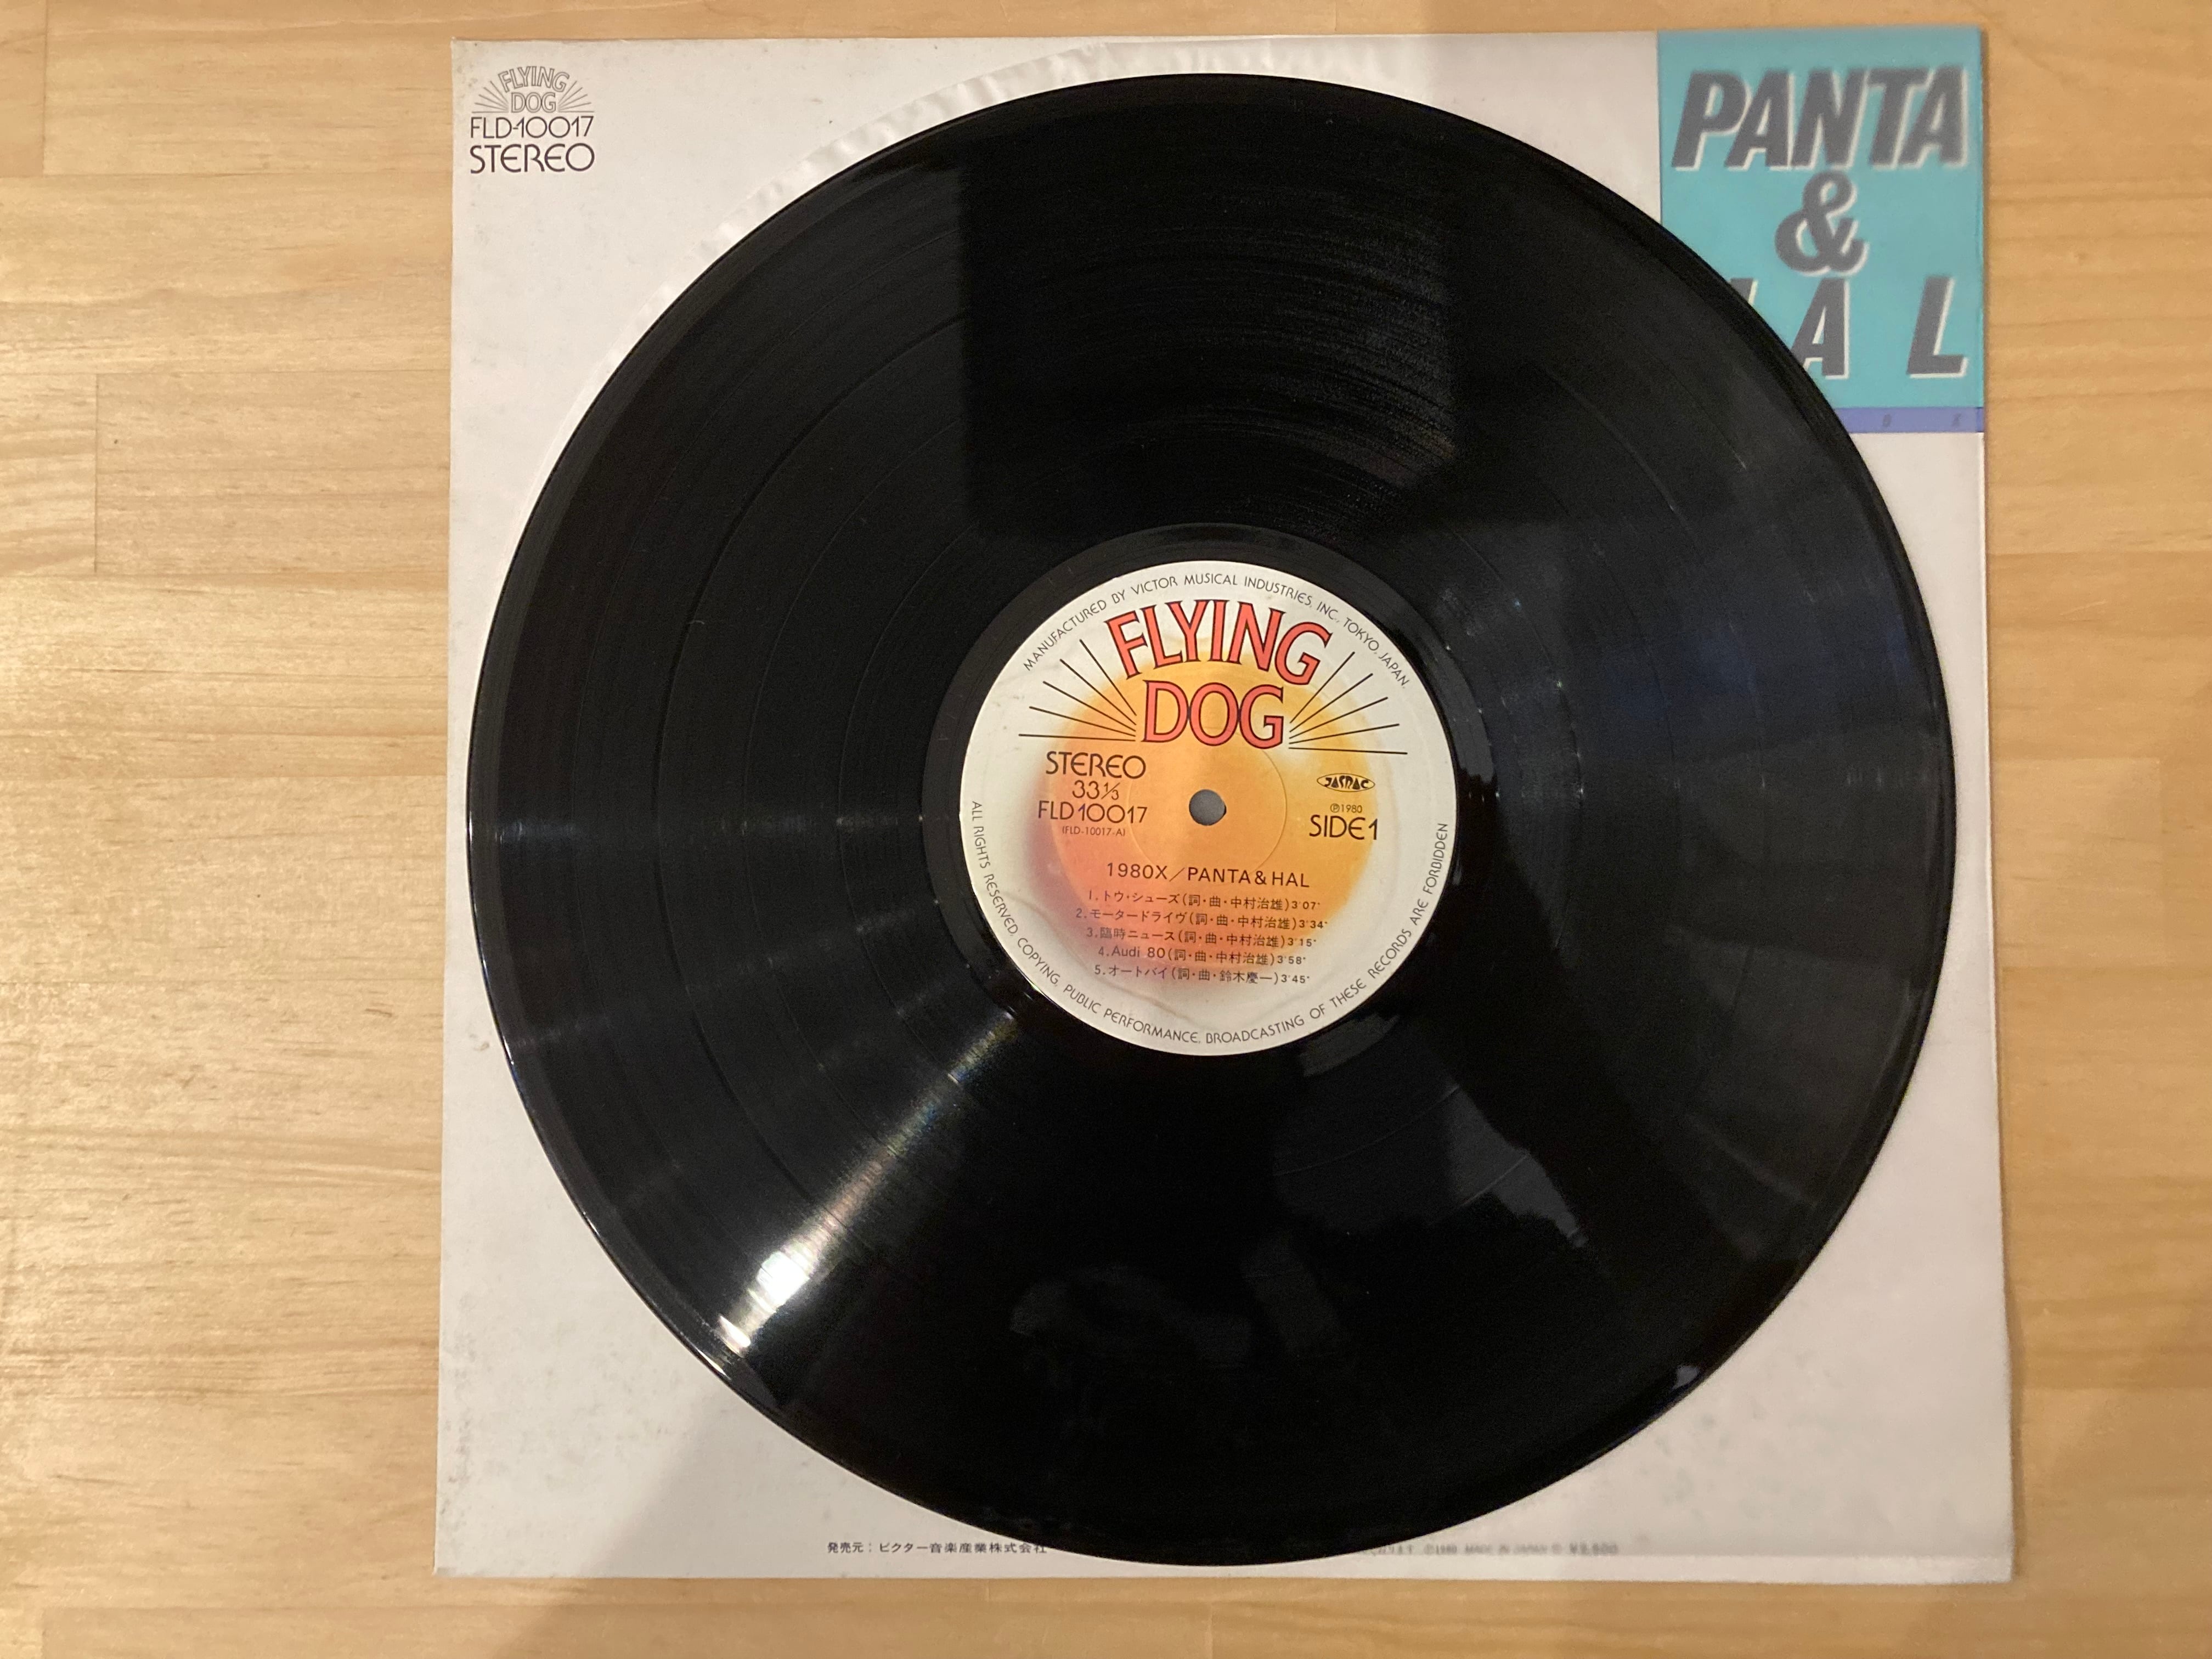 FLYING
DOG
FLD-10017
STEREO
PANTA
&
AL
MANUFACTURED BY VICTOR MUSICAL INDUSTRIES, INC., TOKYO, JAPAN.
FLYING
DOG
STEREO
33⅓
FLD10017
(FLD-10017-A)
JASRAC
Ⓟ1980
SIDE1
1980X/PANTA&HAL
1.トウ・シューズ(詞・曲・中村治雄)3'07"
2.モータードライヴ(詞・曲・中村治雄)3'34"
3.臨時ニュース(詞・曲・中村治雄)3'15"
4.Audi 80(詞・曲・中村治雄)3'58"
5.オートバイ(詞・曲・鈴木慶一)3'45"
ALL RIGHTS RESERVED. COPYING, PUBLIC PERFORMANCE, BROADCASTING OF THESE RECORDS ARE FORBIDDEN
発売元:ビクター音楽産業株式会社